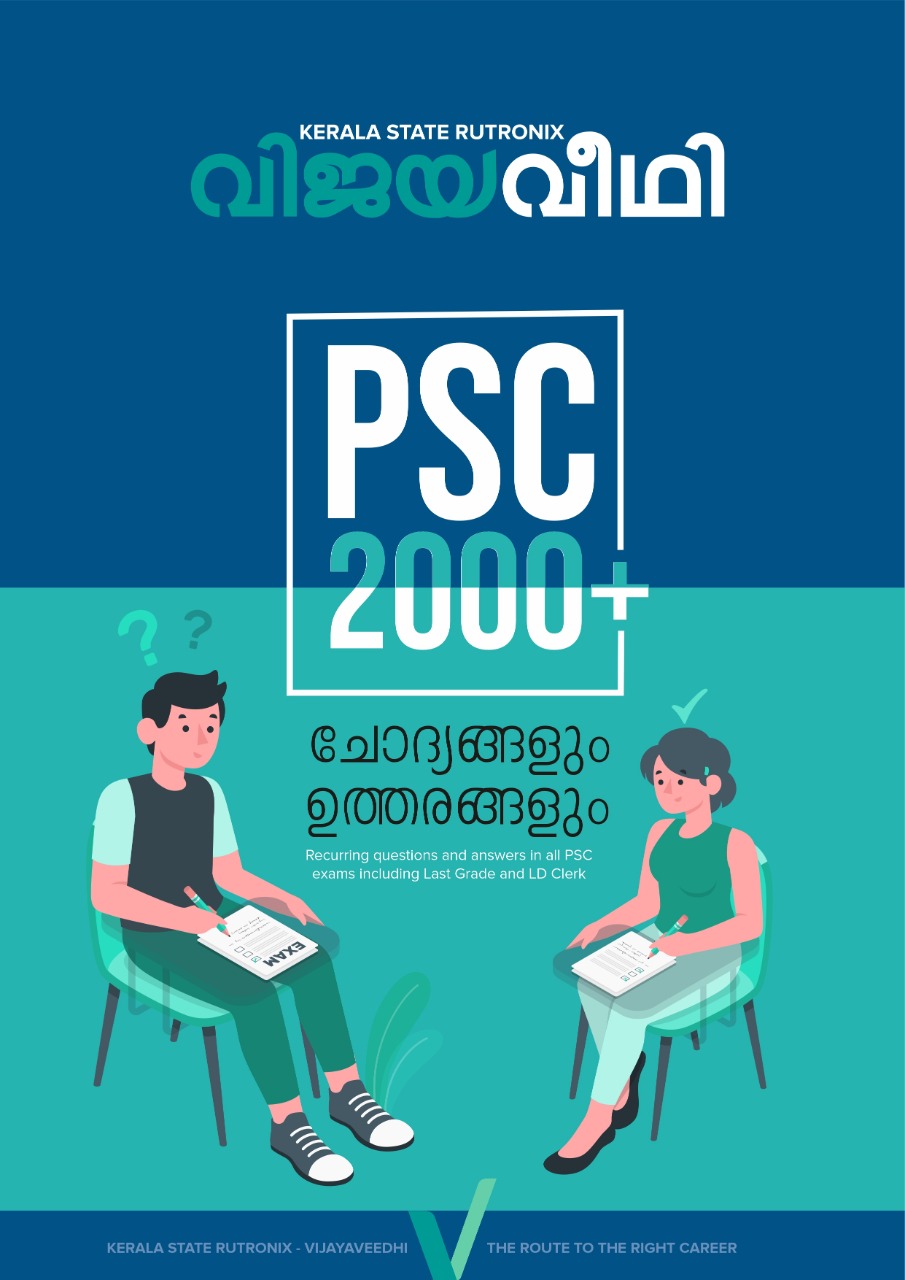 KERALA STATE RUTRONIX
വിജയവീഥി
PSC
2000+
ചോദ്യങ്ങളും
ഉത്തരങ്ങളും
Recurring questions and answers in all PSC
exams including Last Grade and LD Clerk
EXAM
KERALA STATE RUTRONIX - VIJAYAVEEDHI
THE ROUTE TO THE RIGHT CAREER